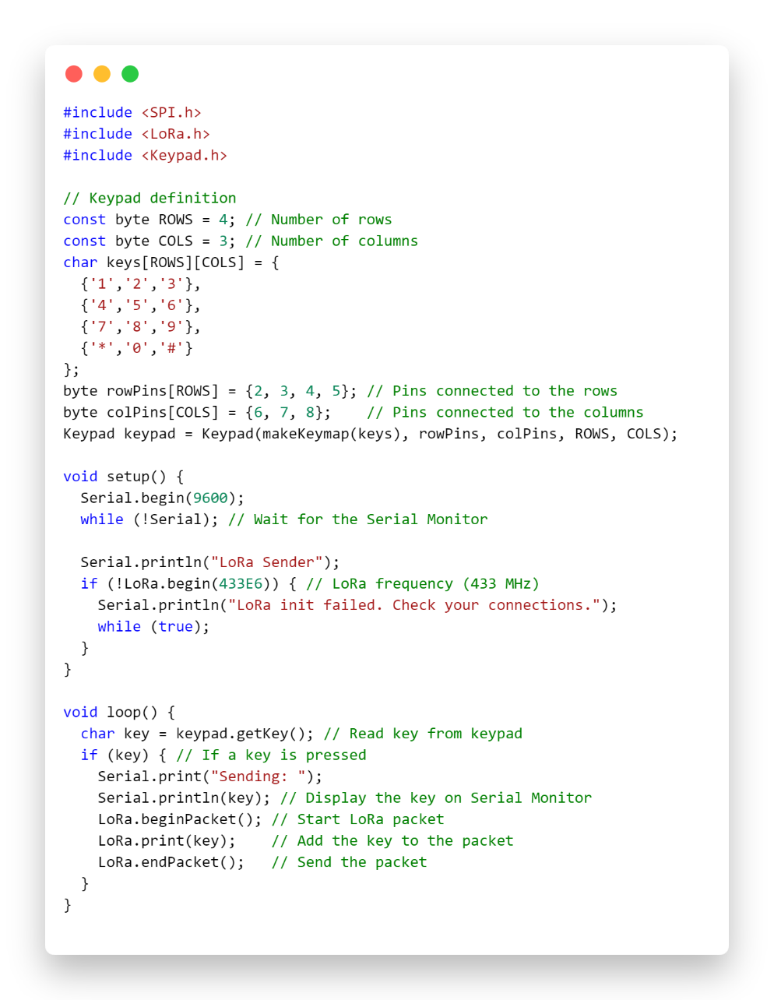 #include <SPI.h>
#include <LoRa.h>
#include <Keypad.h>

// Keypad definition
const byte ROWS = 4; // Number of rows
const byte COLS = 3; // Number of columns
char keys[ROWS][COLS] = {
  {'1','2','3'},
  {'4','5','6'},
  {'7','8','9'},
  {'*','0','#'}
};
byte rowPins[ROWS] = {2, 3, 4, 5}; // Pins connected to the rows
byte colPins[COLS] = {6, 7, 8};    // Pins connected to the columns
Keypad keypad = Keypad(makeKeymap(keys), rowPins, colPins, ROWS, COLS);

void setup() {
  Serial.begin(9600);
  while (!Serial); // Wait for the Serial Monitor

  Serial.println("LoRa Sender");
  if (!LoRa.begin(433E6)) { // LoRa frequency (433 MHz)
    Serial.println("LoRa init failed. Check your connections.");
    while (true);
  }
}

void loop() {
  char key = keypad.getKey(); // Read key from keypad
  if (key) { // If a key is pressed
    Serial.print("Sending: ");
    Serial.println(key); // Display the key on Serial Monitor
    LoRa.beginPacket(); // Start LoRa packet
    LoRa.print(key);    // Add the key to the packet
    LoRa.endPacket();   // Send the packet
  }
}